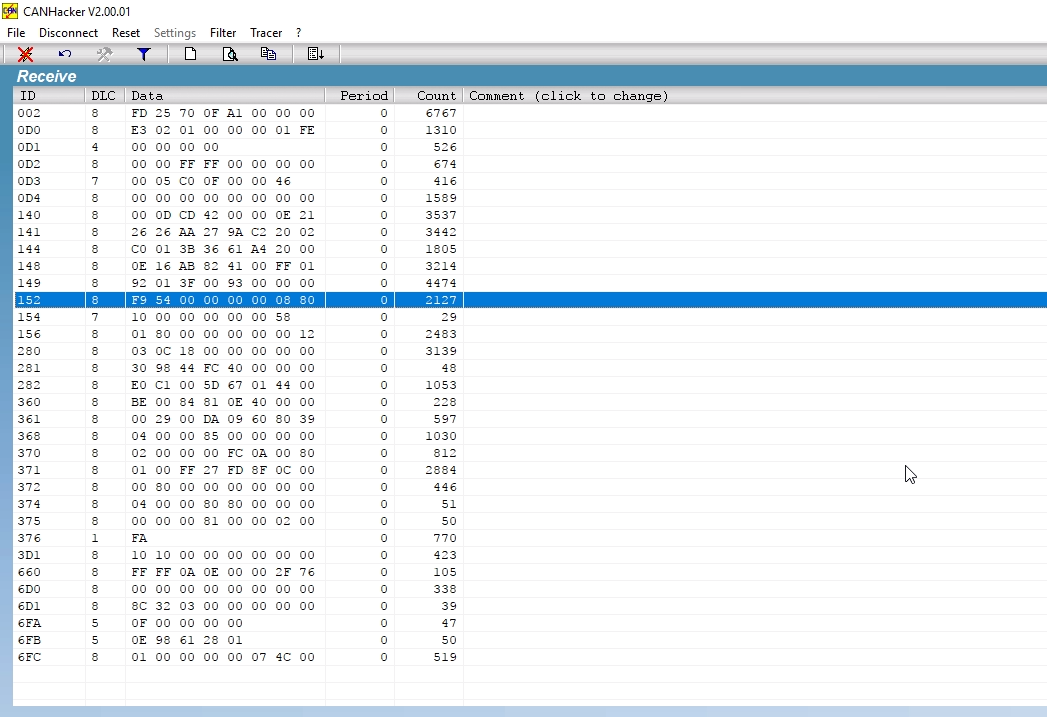 CANHacker V2.00.01
File Disconnect Reset Settings Filter Tracer ?
Receive
ID DLC Data Period Count Comment (click to change)
002 8 FD 25 70 0F A1 00 00 00 0 6767
0D0 8 E3 02 01 00 00 00 01 FE 0 1310
0D1 4 00 00 00 00 0 526
0D2 8 00 00 FF FF 00 00 00 00 0 674
0D3 7 00 05 C0 0F 00 00 46 0 416
0D4 8 00 00 00 00 00 00 00 00 0 1589
140 8 00 0D CD 42 00 00 0E 21 0 3537
141 8 26 26 AA 27 9A C2 20 02 0 3442
144 8 C0 01 3B 36 61 A4 20 00 0 1805
148 8 0E 16 AB 82 41 00 FF 01 0 3214
149 8 92 01 3F 00 93 00 00 00 0 4474
152 8 F9 54 00 00 00 00 08 80 0 2127
154 7 10 00 00 00 00 00 58 0 29
156 8 01 80 00 00 00 00 00 12 0 2483
280 8 03 0C 18 00 00 00 00 00 0 3139
281 8 30 98 44 FC 40 00 00 00 0 48
282 8 E0 C1 00 5D 67 01 44 00 0 1053
360 8 BE 00 84 81 0E 40 00 00 0 228
361 8 00 29 00 DA 09 60 80 39 0 597
368 8 04 00 00 85 00 00 00 00 0 1030
370 8 02 00 00 00 FC 0A 00 80 0 812
371 8 01 00 FF 27 FD 8F 0C 00 0 2884
372 8 00 80 00 00 00 00 00 00 0 446
374 8 04 00 00 80 80 00 00 00 0 51
375 8 00 00 00 81 00 00 02 00 0 50
376 1 FA 0 770
3D1 8 10 10 00 00 00 00 00 00 0 423
660 8 FF FF 0A 0E 00 00 2F 76 0 105
6D0 8 00 00 00 00 00 00 00 00 0 338
6D1 8 8C 32 03 00 00 00 00 00 0 39
6FA 5 0F 00 00 00 00 0 47
6FB 5 0E 98 61 28 01 0 50
6FC 8 01 00 00 00 00 07 4C 00 0 519